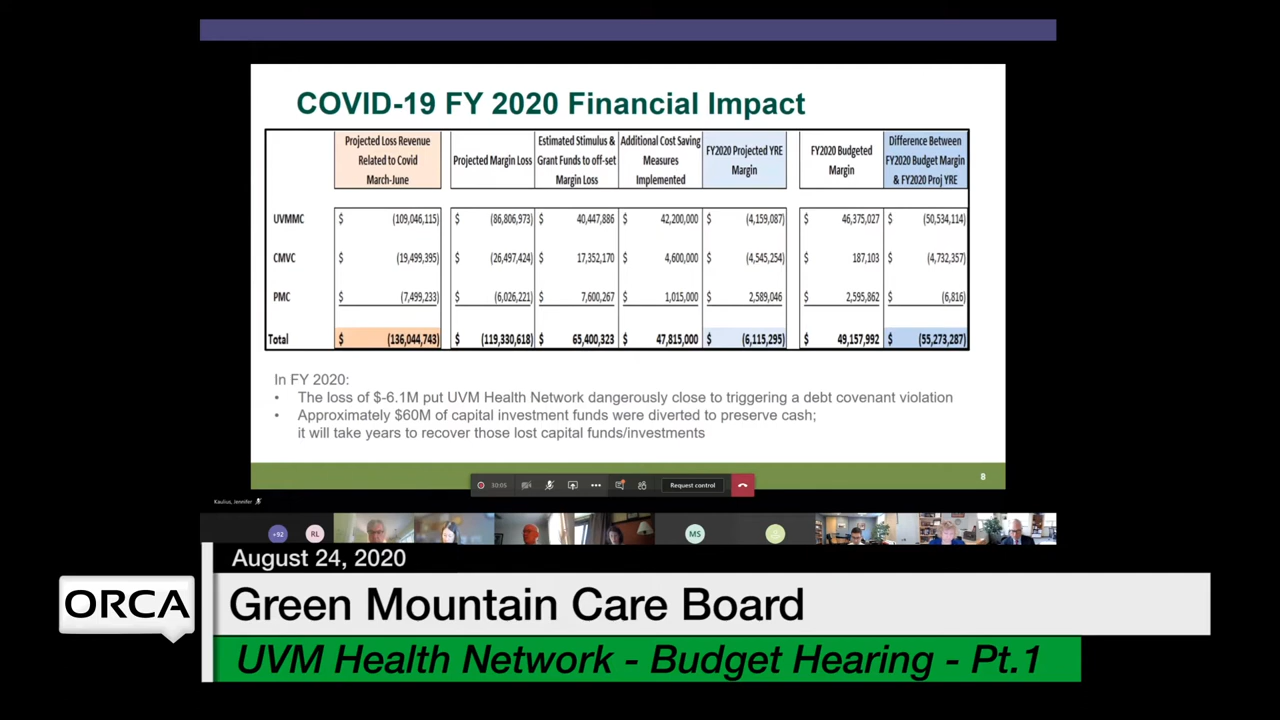 COVID-19 FY 2020 Financial Impact
Projected Loss Revenue Related to Covid March-June
Projected Margin Loss
Estimated Stimulus & Grant Funds to off-set Margin Loss
Additional Cost Saving Measures Implemented
FY2020 Projected YRE Margin
FY2020 Budgeted Margin
Difference Between FY2020 Budget Margin & FY2020 Proj YRE
UVMMC $ (109,046,115) $ (86,806,973) $ 40,447,886 $ 42,200,000 $ (4,159,087) $ 46,375,027 $ (50,534,114)
CMVC $ (19,499,395) $ (26,497,424) $ 17,352,170 $ 4,600,000 $ (4,545,254) $ 187,103 $ (4,732,357)
PMC $ (7,499,233) $ (6,026,221) $ 7,600,267 $ 1,015,000 $ 2,589,046 $ 2,595,862 $ (6,816)
Total $ (136,044,743) $ (119,330,618) $ 65,400,323 $ 47,815,000 $ (6,115,295) $ 49,157,992 $ (55,273,287)
In FY 2020:
• The loss of $-6.1M put UVM Health Network dangerously close to triggering a debt covenant violation
• Approximately $60M of capital investment funds were diverted to preserve cash;
it will take years to recover those lost capital funds/investments
8
30:05
Request control
Kaulius, Jennifer
+92
RL
MS
August 24, 2020
ORCA
Green Mountain Care Board
UVM Health Network - Budget Hearing - Pt.1